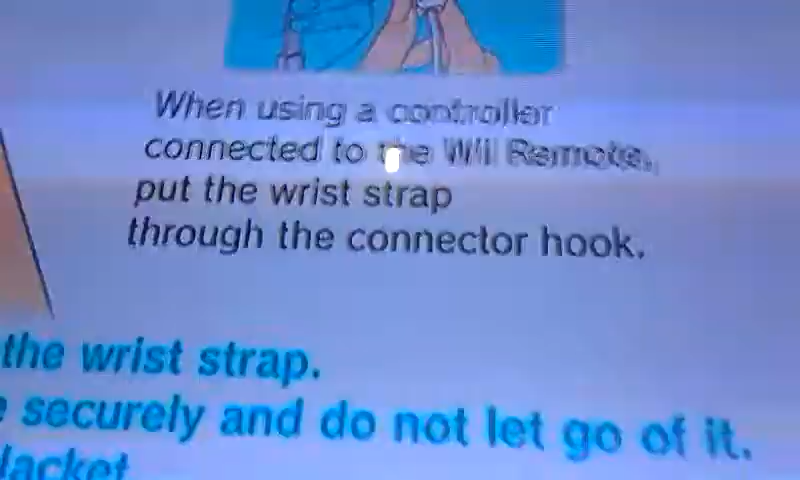 When using a controller
connected to the Wii Remote,
put the wrist strap
through the connector hook.
the wrist strap.
securely and do not let go of it.
Jacket